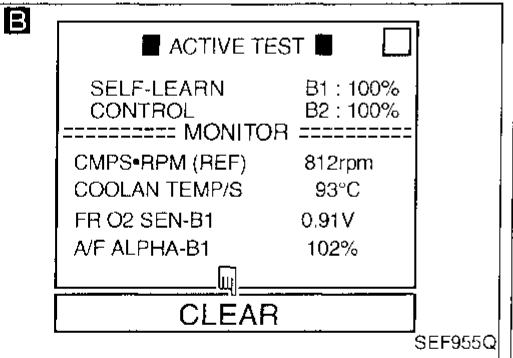 B
■ ACTIVE TEST ■ □
SELF-LEARN B1 : 100%
CONTROL B2 : 100%
========== MONITOR ==========
CMPS•RPM (REF) 812rpm
COOLAN TEMP/S 93°C
FR O2 SEN-B1 0.91V
A/F ALPHA-B1 102%
CLEAR
SEF955Q